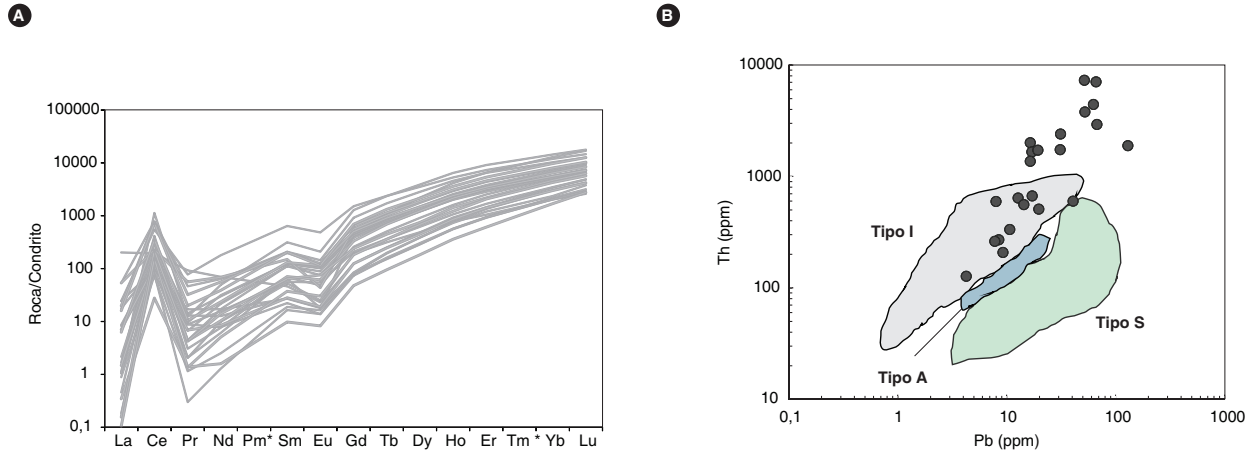 A
100000
10000
1000
100
10
1
0,1
Roca/Condrito
La Ce Pr Nd Pm* Sm Eu Gd Tb Dy Ho Er Tm * Yb Lu
B
10000
1000
100
10
Th (ppm)
Tipo I
Tipo S
Tipo A
0,1 1 10 100 1000
Pb (ppm)